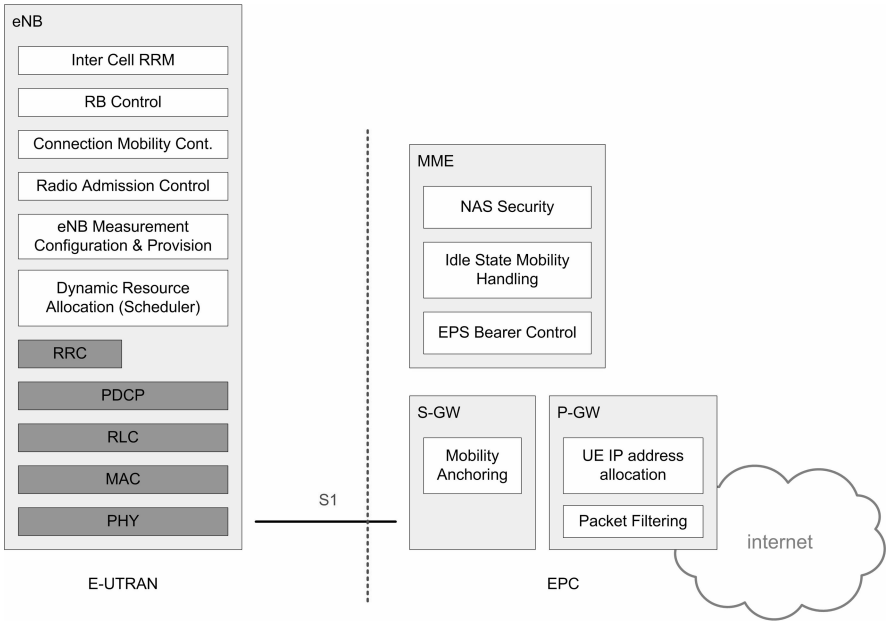 eNB
Inter Cell RRM
RB Control
Connection Mobility Cont.
Radio Admission Control
eNB Measurement
Configuration & Provision
Dynamic Resource
Allocation (Scheduler)
RRC
PDCP
RLC
MAC
PHY
E-UTRAN
S1
MME
NAS Security
Idle State Mobility
Handling
EPS Bearer Control
S-GW
Mobility
Anchoring
P-GW
UE IP address
allocation
Packet Filtering
internet
EPC